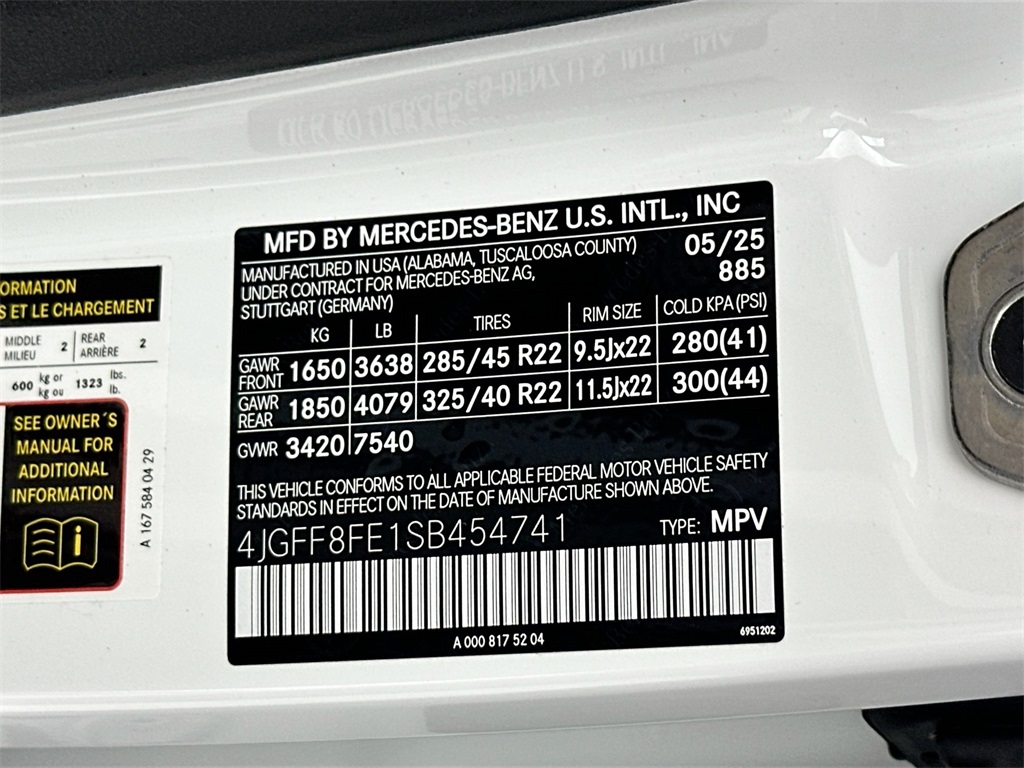 MFD BY MERCEDES-BENZ U.S. INTL., INC
MANUFACTURED IN USA (ALABAMA, TUSCALOOSA COUNTY) 05/25
UNDER CONTRACT FOR MERCEDES-BENZ AG, 885
STUTTGART (GERMANY)
KG LB TIRES RIM SIZE COLD KPA (PSI)
GAWR FRONT 1650 3638 285/45 R22 9.5Jx22 280(41)
GAWR REAR 1850 4079 325/40 R22 11.5Jx22 300(44)
GVWR 3420 7540
THIS VEHICLE CONFORMS TO ALL APPLICABLE FEDERAL MOTOR VEHICLE SAFETY
STANDARDS IN EFFECT ON THE DATE OF MANUFACTURE SHOWN ABOVE.
4JGFF8FE1SB454741 TYPE: MPV
A 000 817 52 04
6951202
ORMATION
S ET LE CHARGEMENT
MIDDLE MILIEU 2 REAR ARRIÈRE 2
600 kg or kg ou 1323 lbs. lb.
SEE OWNER´S
MANUAL FOR
ADDITIONAL
INFORMATION
i
A 167 584 04 29